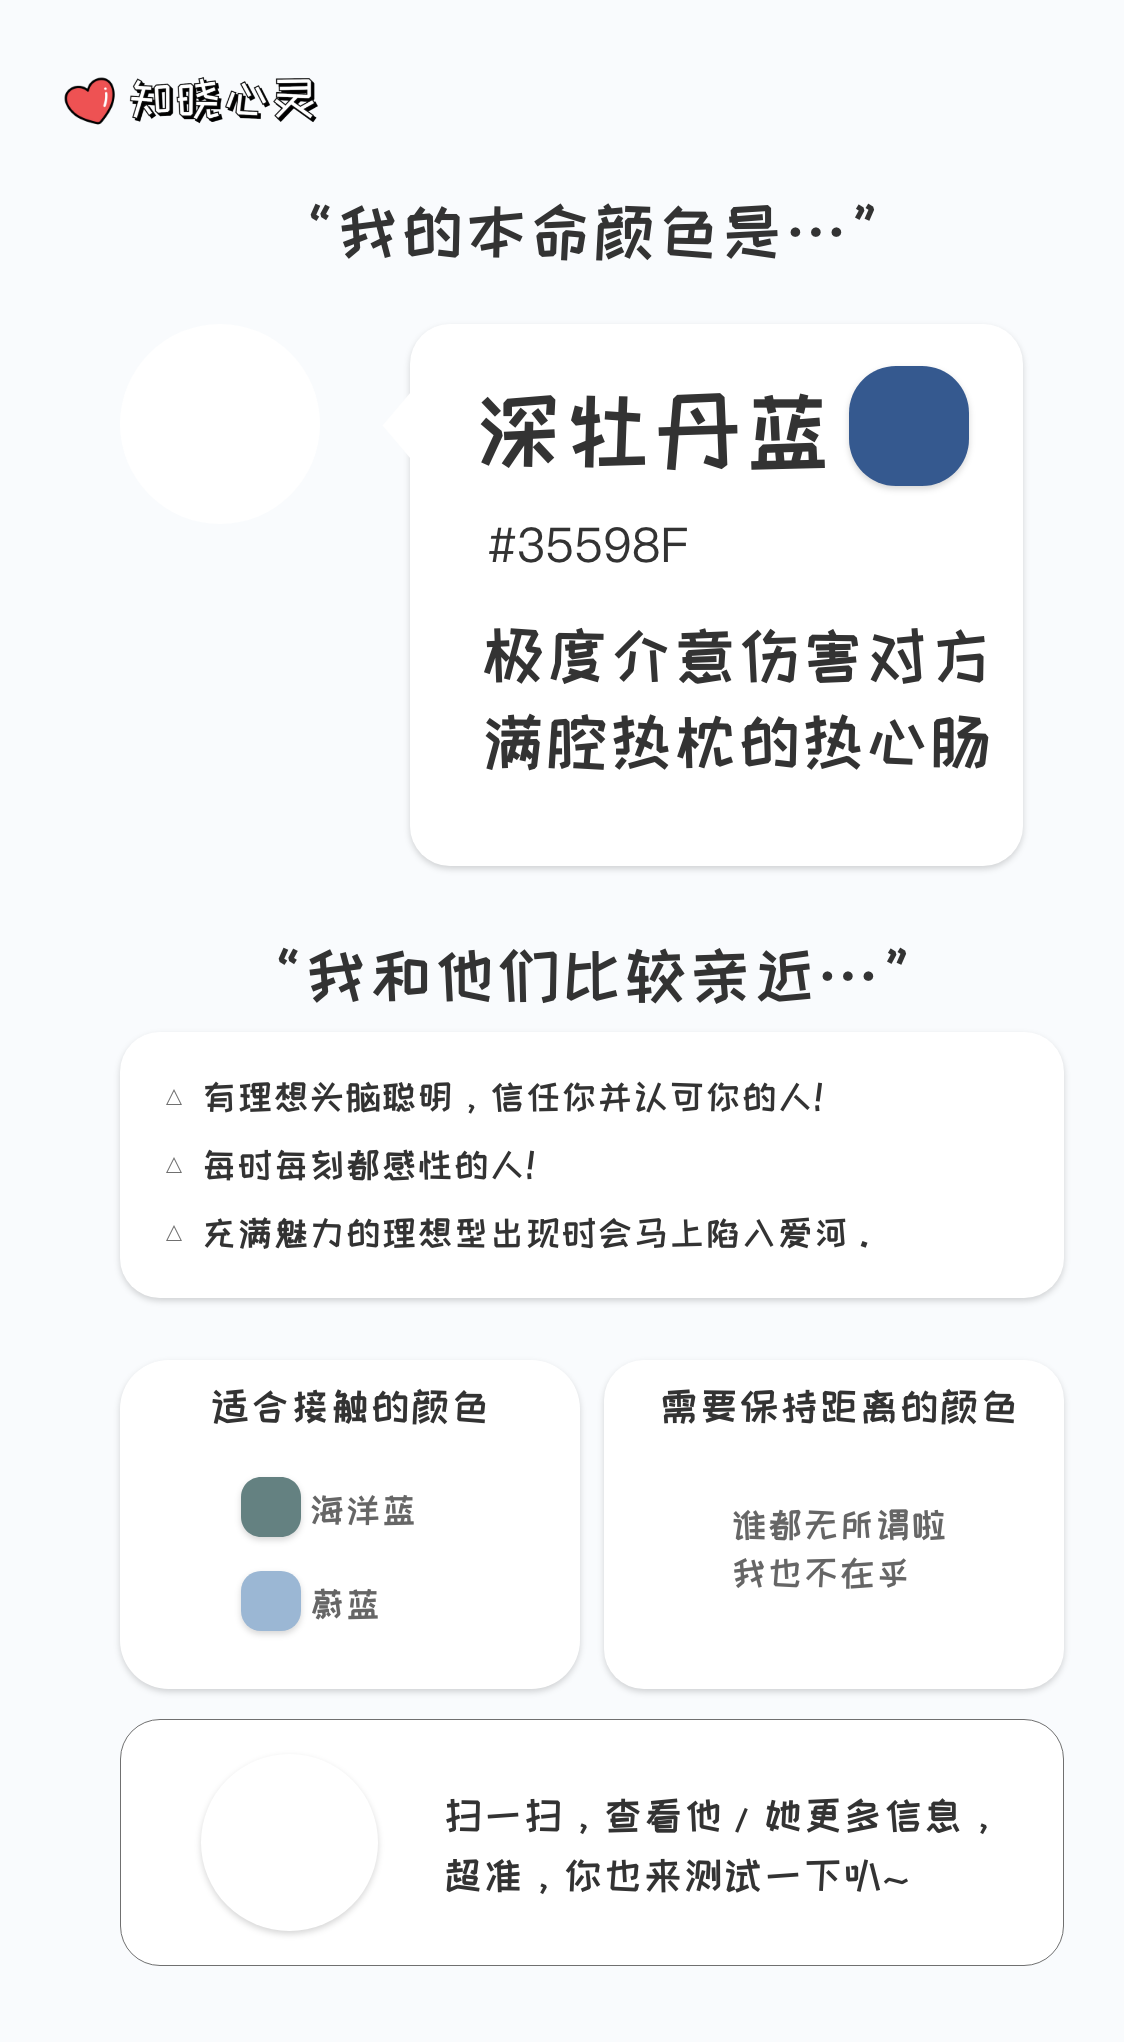 知晓心灵
“我的本命颜色是…”
深牡丹蓝
#35598F
极度介意伤害对方
满腔热枕的热心肠
“我和他们比较亲近…”
△ 有理想头脑聪明，信任你并认可你的人！
△ 每时每刻都感性的人！
△ 充满魅力的理想型出现时会马上陷入爱河．
适合接触的颜色
海洋蓝
蔚蓝
需要保持距离的颜色
谁都无所谓啦
我也不在乎
扫一扫，查看他/她更多信息，
超准，你也来测试一下叭~